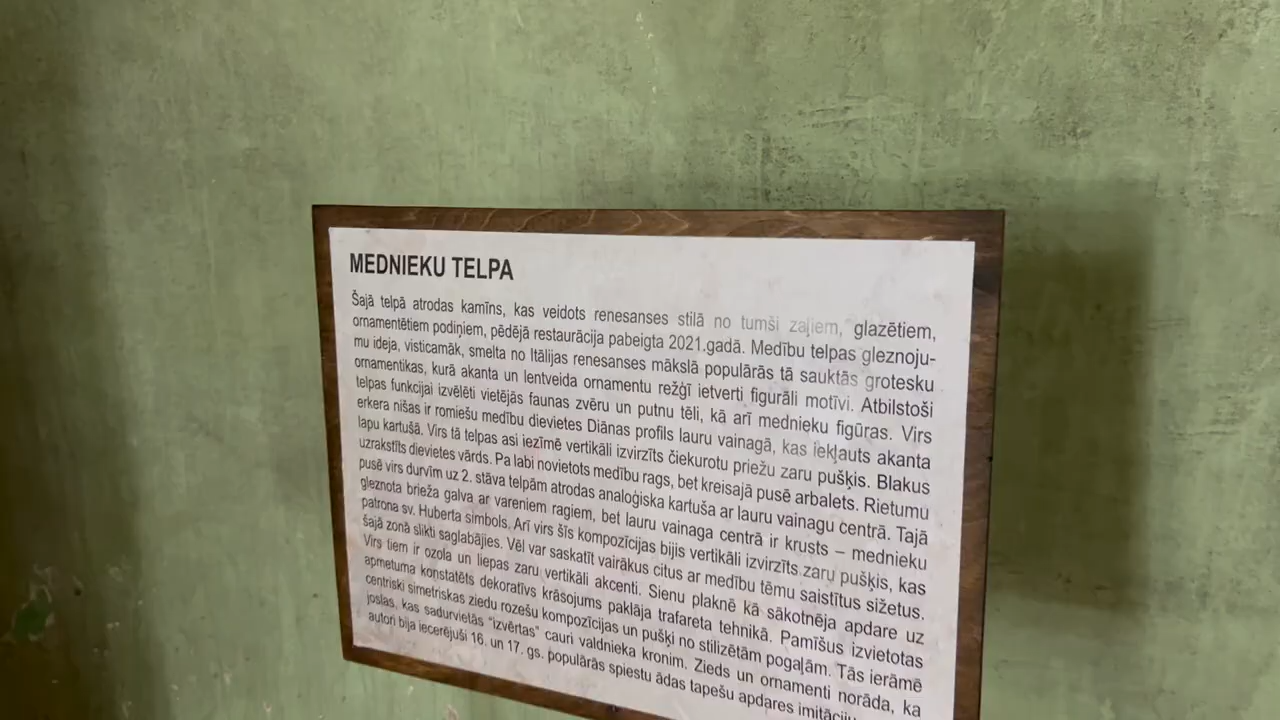 MEDNIEKU TELPA
Šajā telpā atrodas kamīns, kas veidots renesanses stilā no tumši zaļiem, glazētiem,
ornamentētiem podiņiem, pēdējā restaurācija pabeigta 2021.gadā. Medību telpas gleznoju-
mu ideja, visticamāk, smelta no Itālijas renesanses mākslā populārās tā sauktās grotesku
ornamentikas, kurā akanta un lentveida ornamentu režģī ietverti figurāli motīvi. Atbilstoši
telpas funkcijai izvēlēti vietējās faunas zvēru un putnu tēli, kā arī mednieku figūras. Virs
erkera nišas ir romiešu medību dievietes Diānas profils lauru vainagā, kas iekļauts akanta
lapu kartušā. Virs tā telpas asi iezīmē vertikāli izvirzīts čiekurotu priežu zaru pušķis. Blakus
uzrakstīts dievietes vārds. Pa labi novietots medību rags, bet kreisajā pusē arbalets. Rietumu
pusē virs durvīm uz 2. stāva telpām atrodas analoģiska kartuša ar lauru vainagu centrā. Tajā
gleznota brieža galva ar vareniem ragiem, bet lauru vainaga centrā ir krusts – mednieku
patrona sv. Huberta simbols. Arī virs šīs kompozīcijas bijis vertikāli izvirzīts zaru pušķis, kas
šajā zonā slikti saglabājies. Vēl var saskatīt vairākus citus ar medību tēmu saistītus sižetus.
Virs tiem ir ozola un liepas zaru vertikāli akcenti. Sienu plaknē kā sākotnēja apdare uz
apmetuma konstatēts dekoratīvs krāsojums paklāja trafareta tehnikā. Pamīšus izvietotas
centriski simetriskas ziedu rozešu kompozīcijas un pušķi no stilizētām pogaļām. Tās ierāmē
joslas, kas sadurvietās “izvērtas” cauri valdnieka kronim. Zieds un ornamenti norāda, ka
autori bija iecerējuši 16. un 17. gs. populārās spiestu ādas tapešu apdares imitāciju